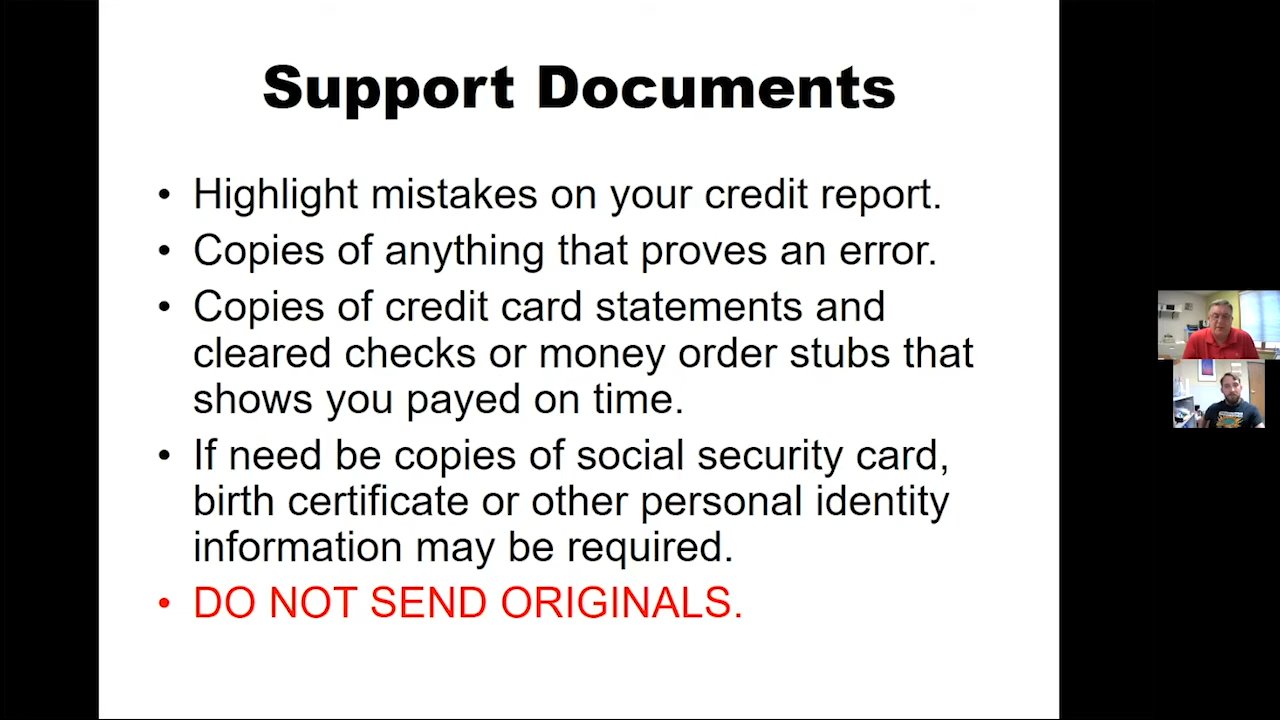 Support Documents
• Highlight mistakes on your credit report.
• Copies of anything that proves an error.
• Copies of credit card statements and
cleared checks or money order stubs that
shows you payed on time.
• If need be copies of social security card,
birth certificate or other personal identity
information may be required.
• DO NOT SEND ORIGINALS.